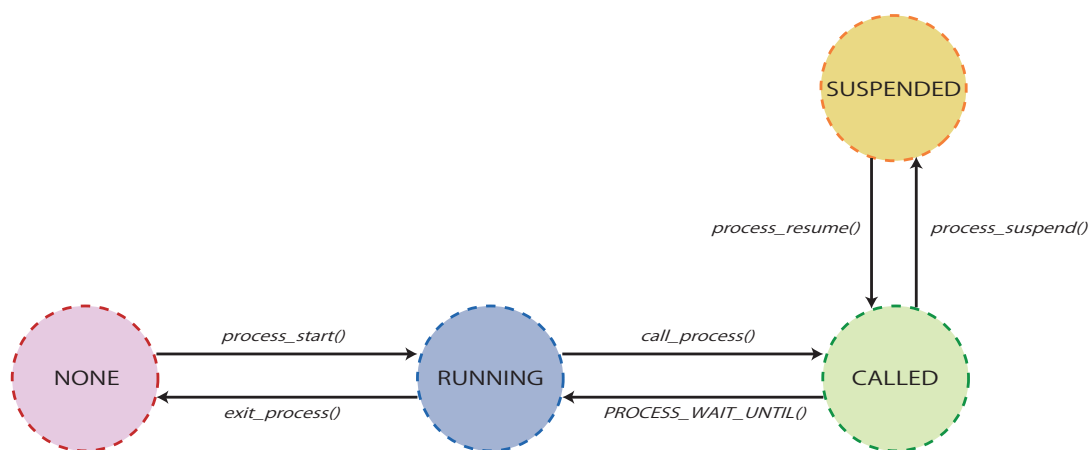 SUSPENDED
process_resume()
process_suspend()
process_start()
call_process()
NONE
RUNNING
CALLED
exit_process()
PROCESS_WAIT_UNTIL()